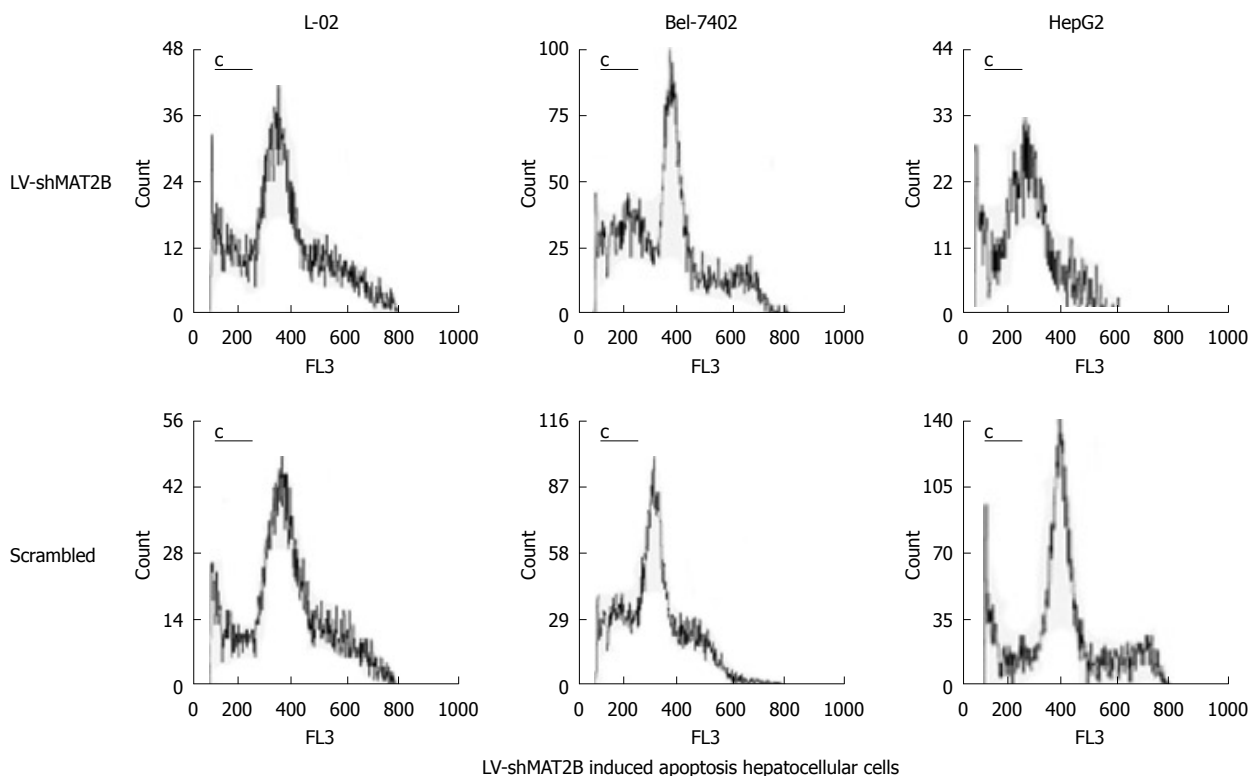 L-02 Bel-7402 HepG2
LV-shMAT2B
Count
48
36
24
12
0
C
0 200 400 600 800 1000
FL3
Count
100
75
50
25
0
C
0 200 400 600 800 1000
FL3
Count
44
33
22
11
0
C
0 200 400 600 800 1000
FL3
Scrambled
Count
56
42
28
14
0
C
0 200 400 600 800 1000
FL3
Count
116
87
58
29
0
C
0 200 400 600 800 1000
FL3
Count
140
105
70
35
0
C
0 200 400 600 800 1000
FL3
LV-shMAT2B induced apoptosis hepatocellular cells